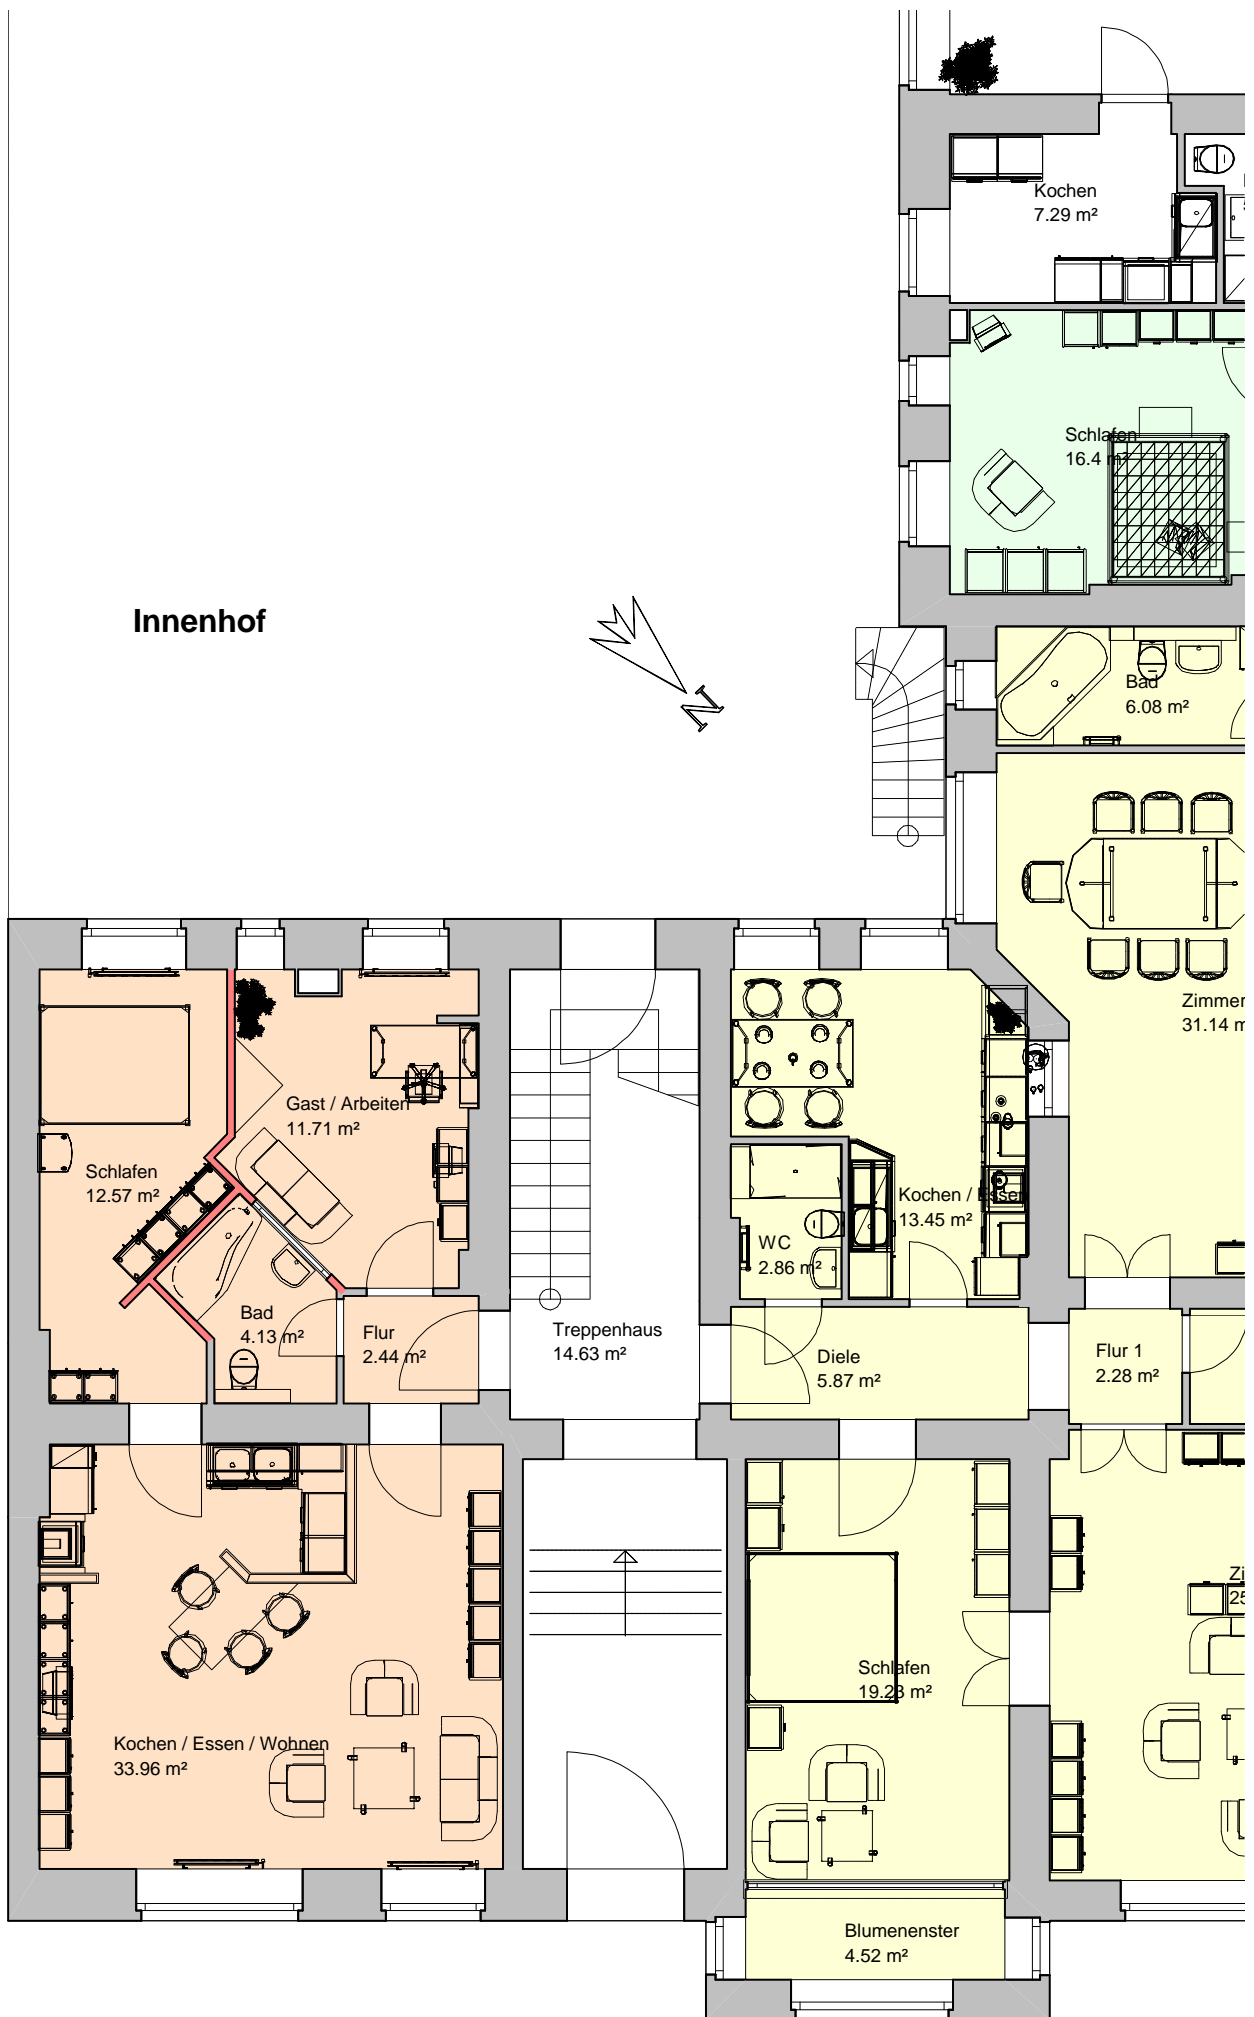 Kochen
7.29 m²
Schlafen
16.4 m²
Innenhof
N
Bad
6.08 m²
Zimmer
31.14 m
Gast / Arbeiten
11.71 m²
Schlafen
12.57 m²
Kochen / Essen
13.45 m²
WC
2.86 m²
Bad
4.13 m²
Flur
2.44 m²
Treppenhaus
14.63 m²
Diele
5.87 m²
Flur 1
2.28 m²
Zi
25
Schlafen
19.23 m²
Kochen / Essen / Wohnen
33.96 m²
Blumenenster
4.52 m²